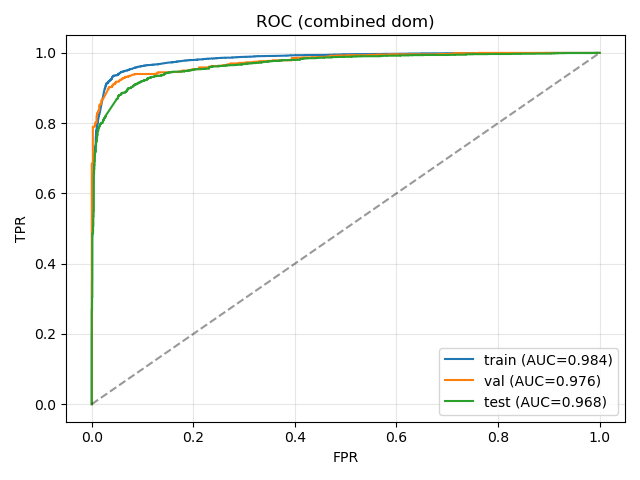 ROC (combined dom)
TPR
1.0
0.8
0.6
0.4
0.2
0.0
train (AUC=0.984)
val (AUC=0.976)
test (AUC=0.968)
0.0 0.2 0.4 0.6 0.8 1.0
FPR